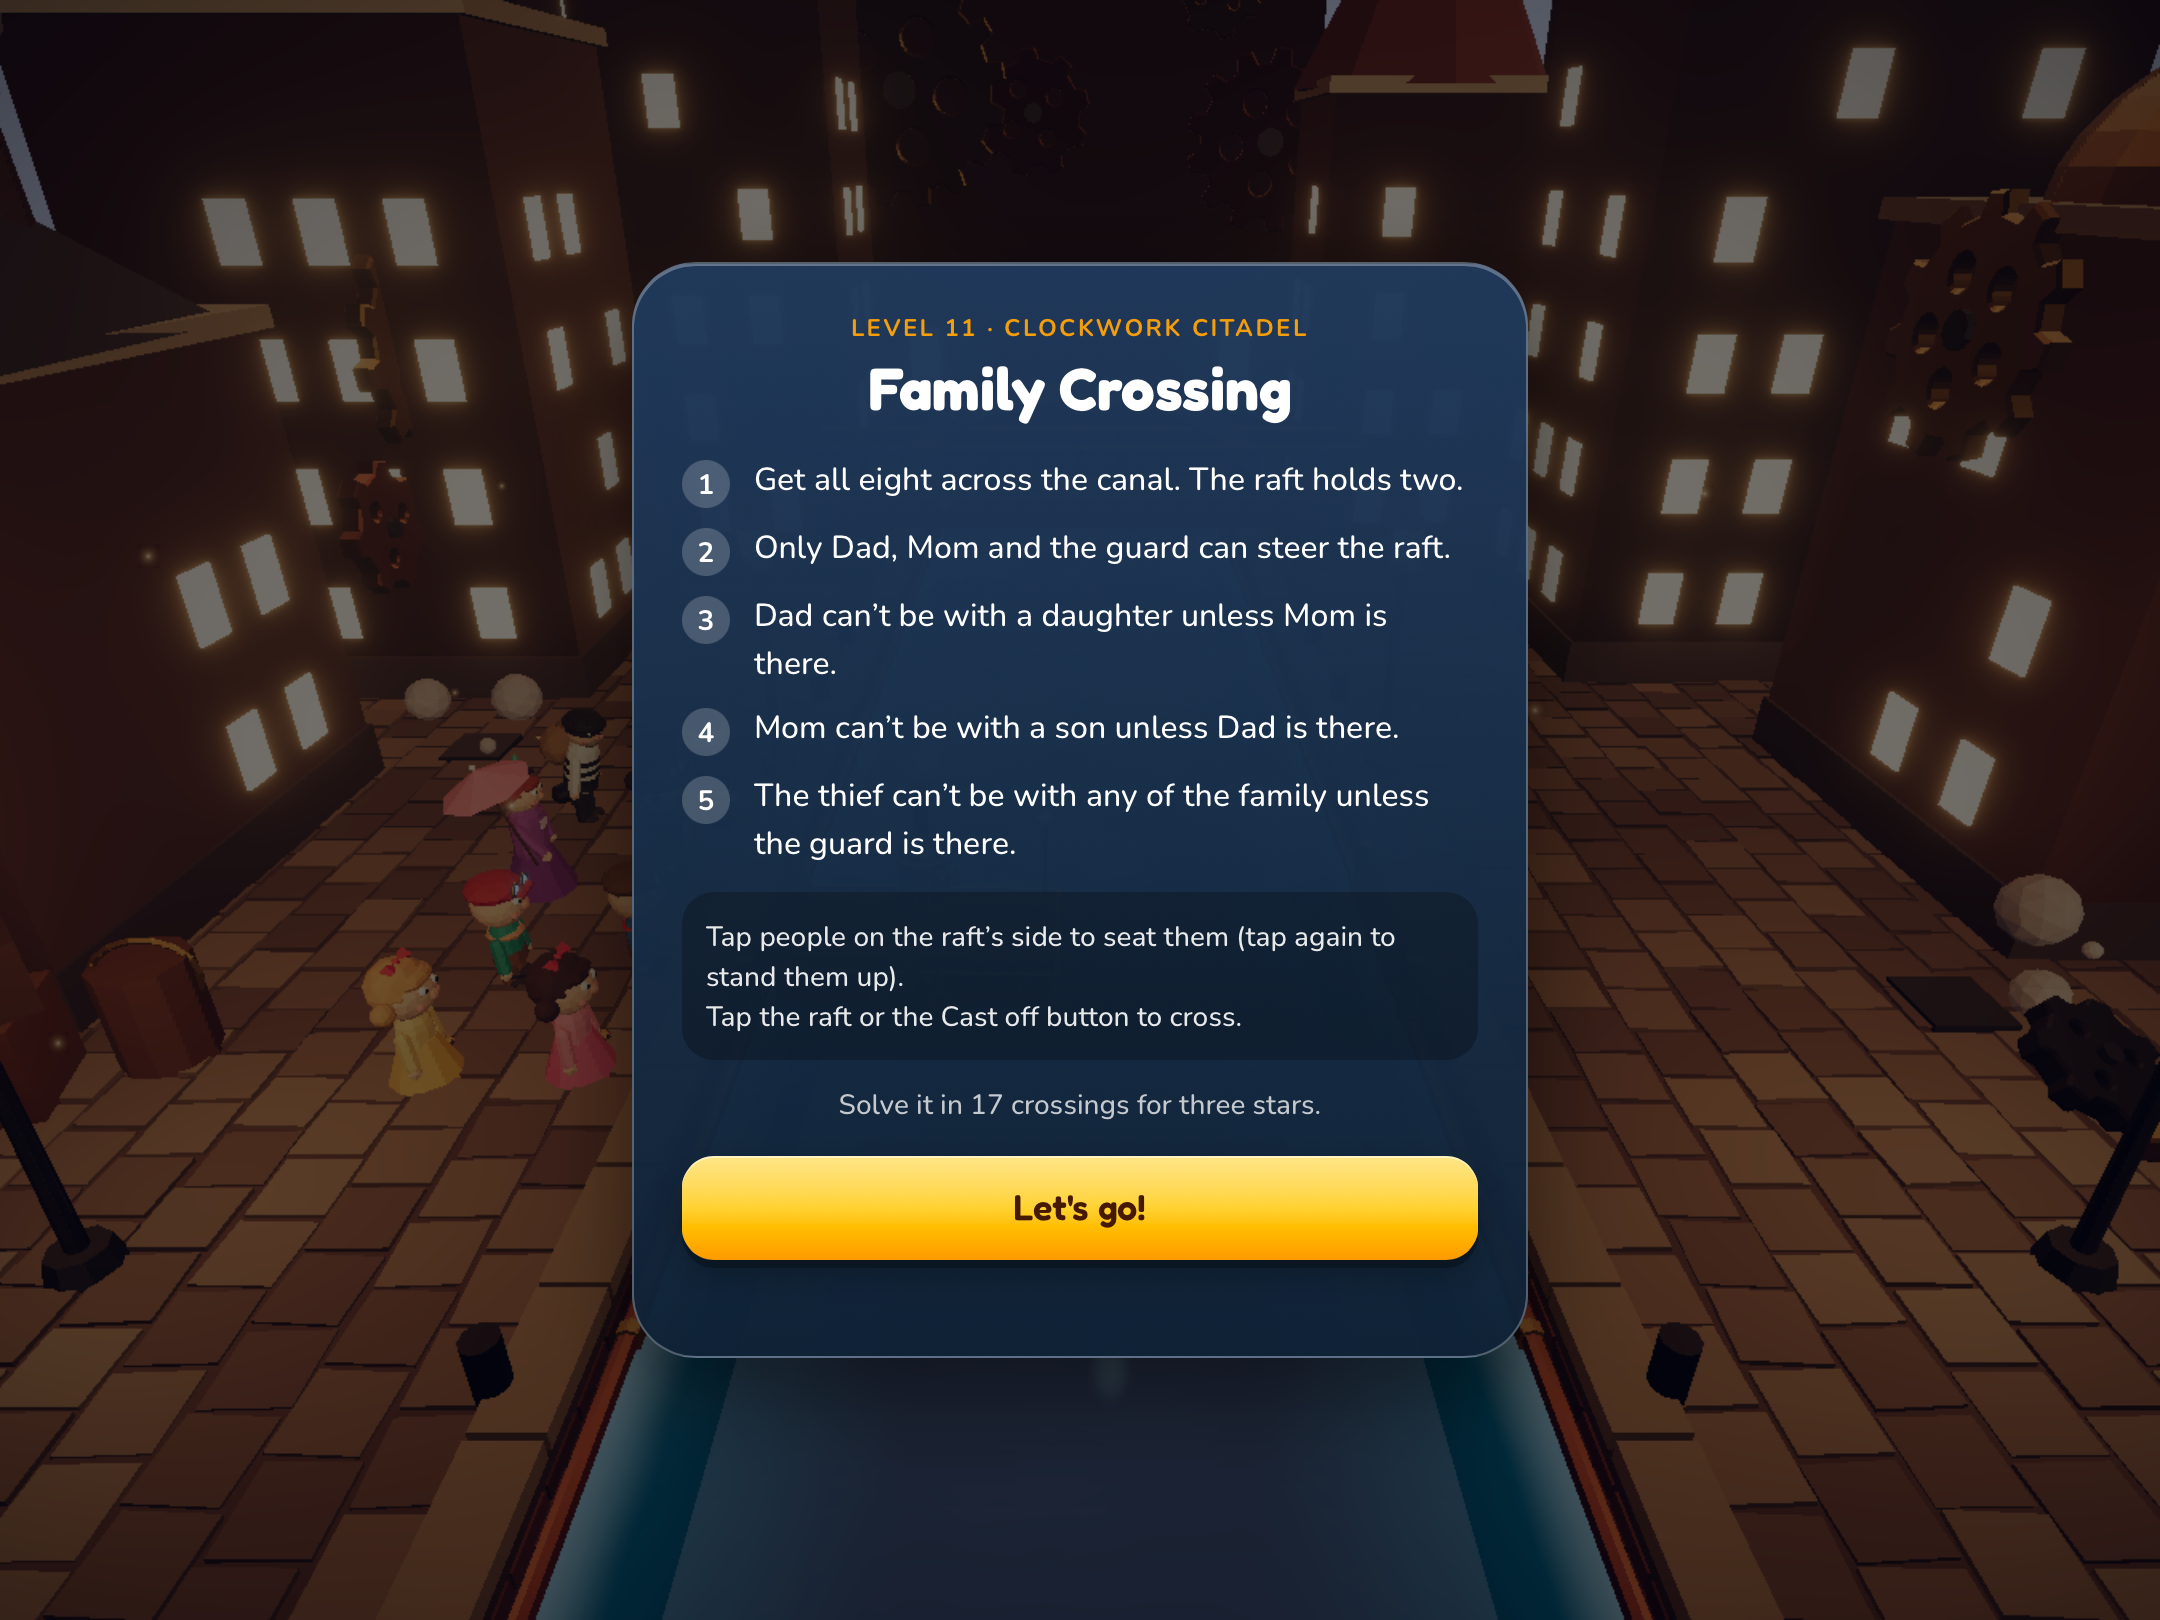 LEVEL 11 · CLOCKWORK CITADEL
Family Crossing
1 Get all eight across the canal. The raft holds two.
2 Only Dad, Mom and the guard can steer the raft.
3 Dad can’t be with a daughter unless Mom is
there.
4 Mom can’t be with a son unless Dad is there.
5 The thief can’t be with any of the family unless
the guard is there.
Tap people on the raft’s side to seat them (tap again to
stand them up).
Tap the raft or the Cast off button to cross.
Solve it in 17 crossings for three stars.
Let's go!